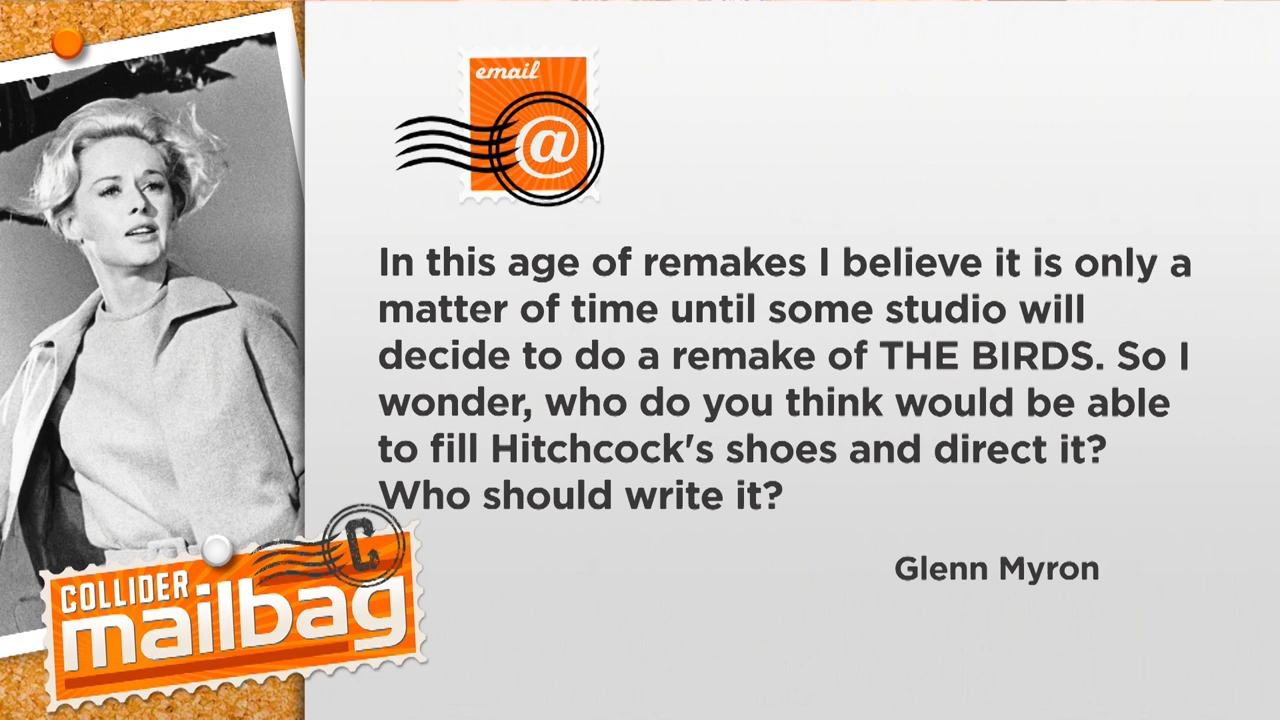 email
@
In this age of remakes I believe it is only a
matter of time until some studio will
decide to do a remake of THE BIRDS. So I
wonder, who do you think would be able
to fill Hitchcock's shoes and direct it?
Who should write it?
Glenn Myron
C
COLLIDER
mailbag